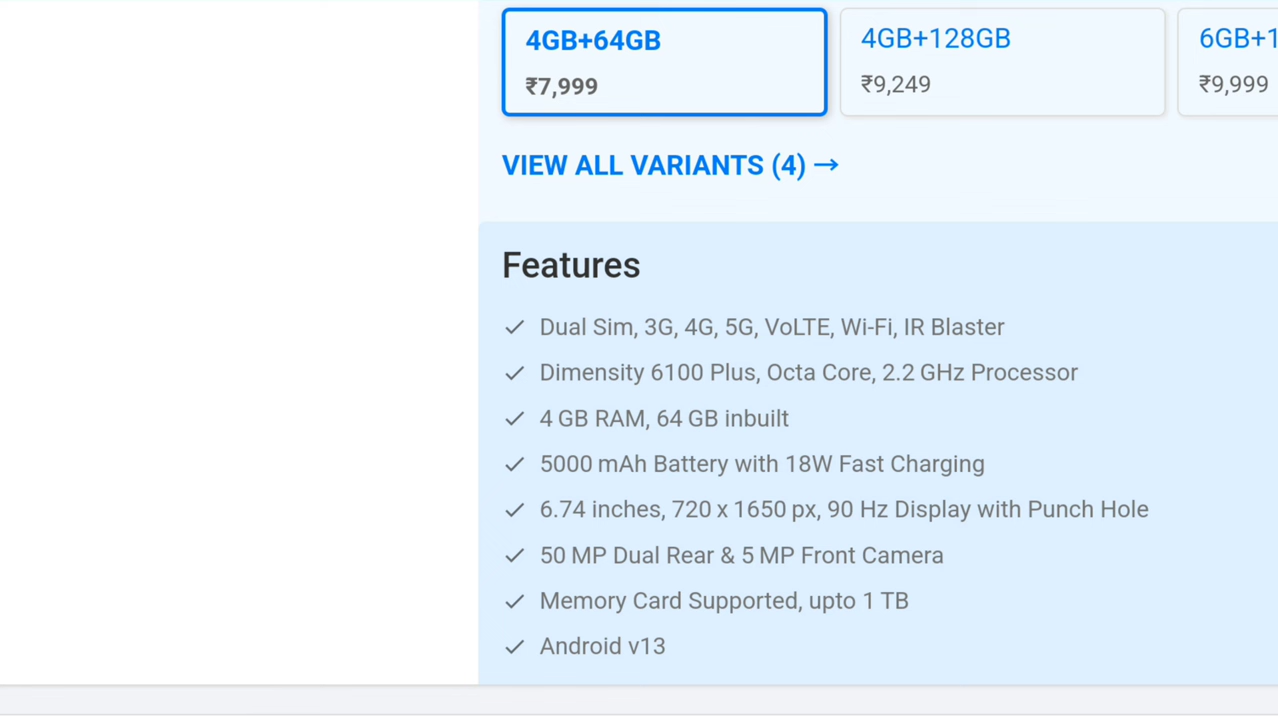 4GB+64GB
₹7,999
4GB+128GB
₹9,249
6GB+1
₹9,999
VIEW ALL VARIANTS (4) →
Features
✓ Dual Sim, 3G, 4G, 5G, VoLTE, Wi-Fi, IR Blaster
✓ Dimensity 6100 Plus, Octa Core, 2.2 GHz Processor
✓ 4 GB RAM, 64 GB inbuilt
✓ 5000 mAh Battery with 18W Fast Charging
✓ 6.74 inches, 720 x 1650 px, 90 Hz Display with Punch Hole
✓ 50 MP Dual Rear & 5 MP Front Camera
✓ Memory Card Supported, upto 1 TB
✓ Android v13